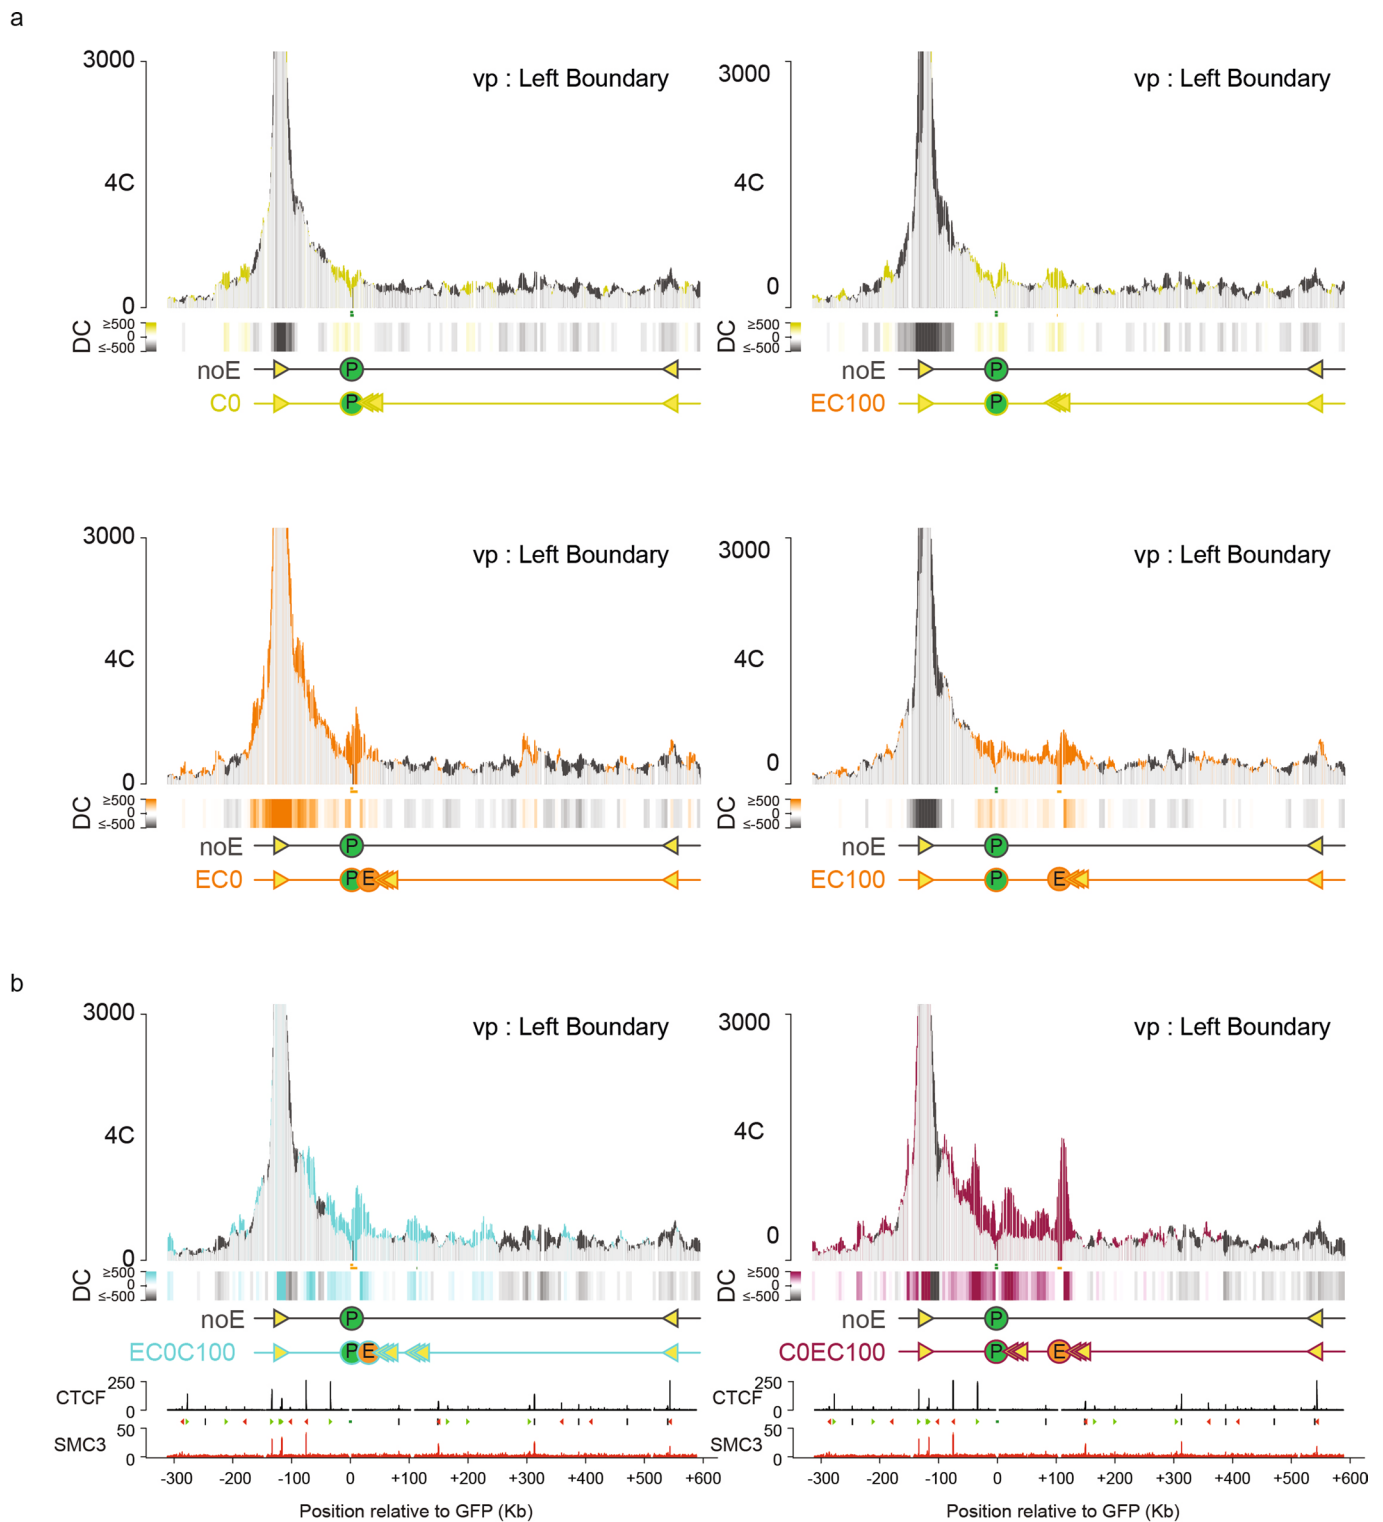 a
3000
vp : Left Boundary
4C
0
DC
≥500
0
≤-500
noE
P
C0
P
3000
vp : Left Boundary
4C
0
DC
≥500
0
≤-500
noE
P
EC100
P
3000
vp : Left Boundary
4C
0
DC
≥500
0
≤-500
noE
P
EC0
P E
3000
vp : Left Boundary
4C
0
DC
≥500
0
≤-500
noE
P
EC100
P E
b
3000
vp : Left Boundary
4C
0
DC
≥500
0
≤-500
noE
P
EC0C100
P E
250
CTCF
0
50
SMC3
0
-300 -200 -100 0 +100 +200 +300 +400 +500 +600
Position relative to GFP (Kb)
3000
vp : Left Boundary
4C
0
DC
≥500
0
≤-500
noE
P
C0EC100
P E
250
CTCF
0
50
SMC3
0
-300 -200 -100 0 +100 +200 +300 +400 +500 +600
Position relative to GFP (Kb)